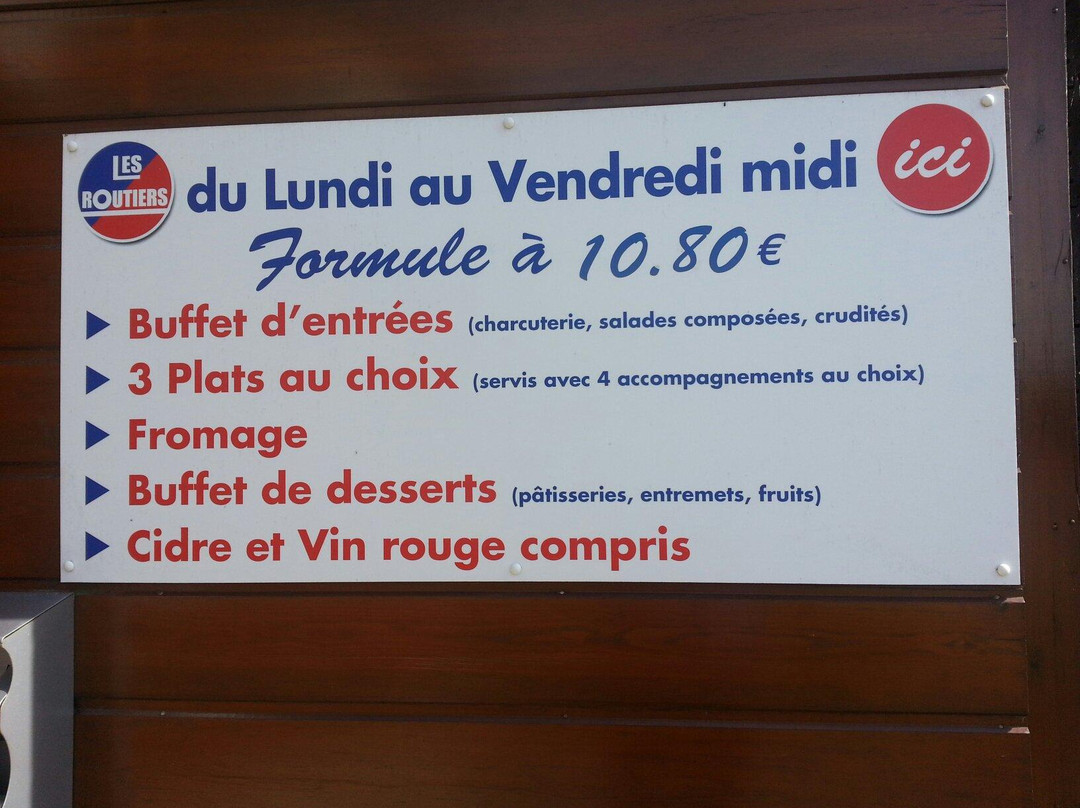 LES
ROUTIERS
du Lundi au Vendredi midi
ici
Formule à 10.80€
Buffet d'entrées (charcuterie, salades composées, crudités)
3 Plats au choix (servis avec 4 accompagnements au choix)
Fromage
Buffet de desserts (pâtisseries, entremets, fruits)
Cidre et Vin rouge compris